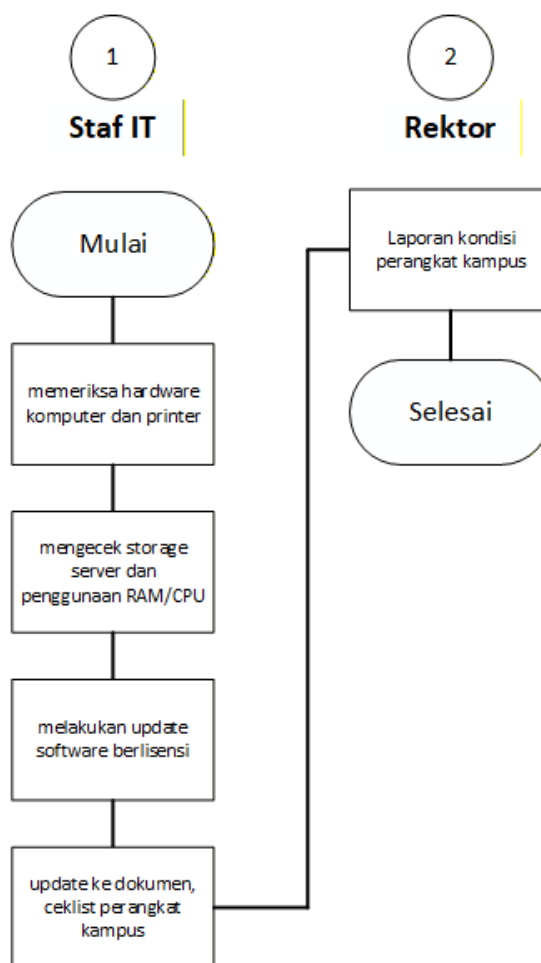 1
Staf IT
Mulai
memeriksa hardware
komputer dan printer
mengecek storage
server dan
penggunaan RAM/CPU
melakukan update
software berlisensi
update ke dokumen,
ceklist perangkat
kampus
2
Rektor
Laporan kondisi
perangkat kampus
Selesai